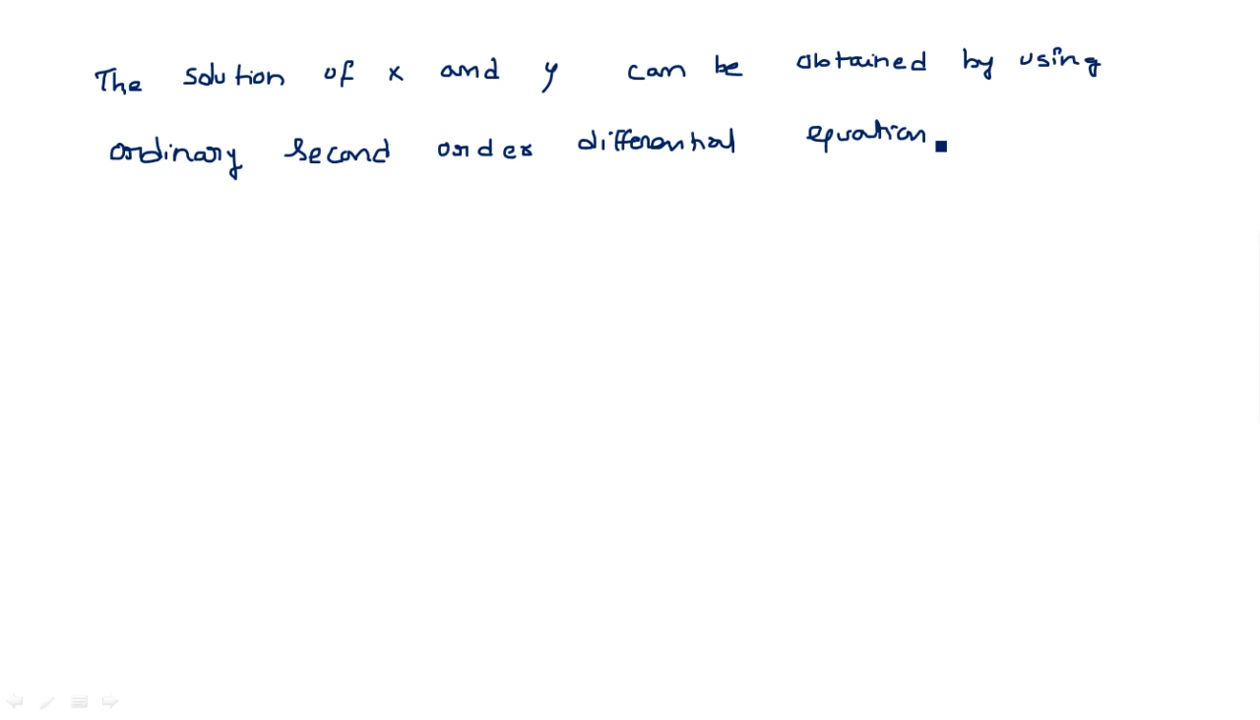 The solution of x and y can be obtained by using
ordinary second order differential equation.